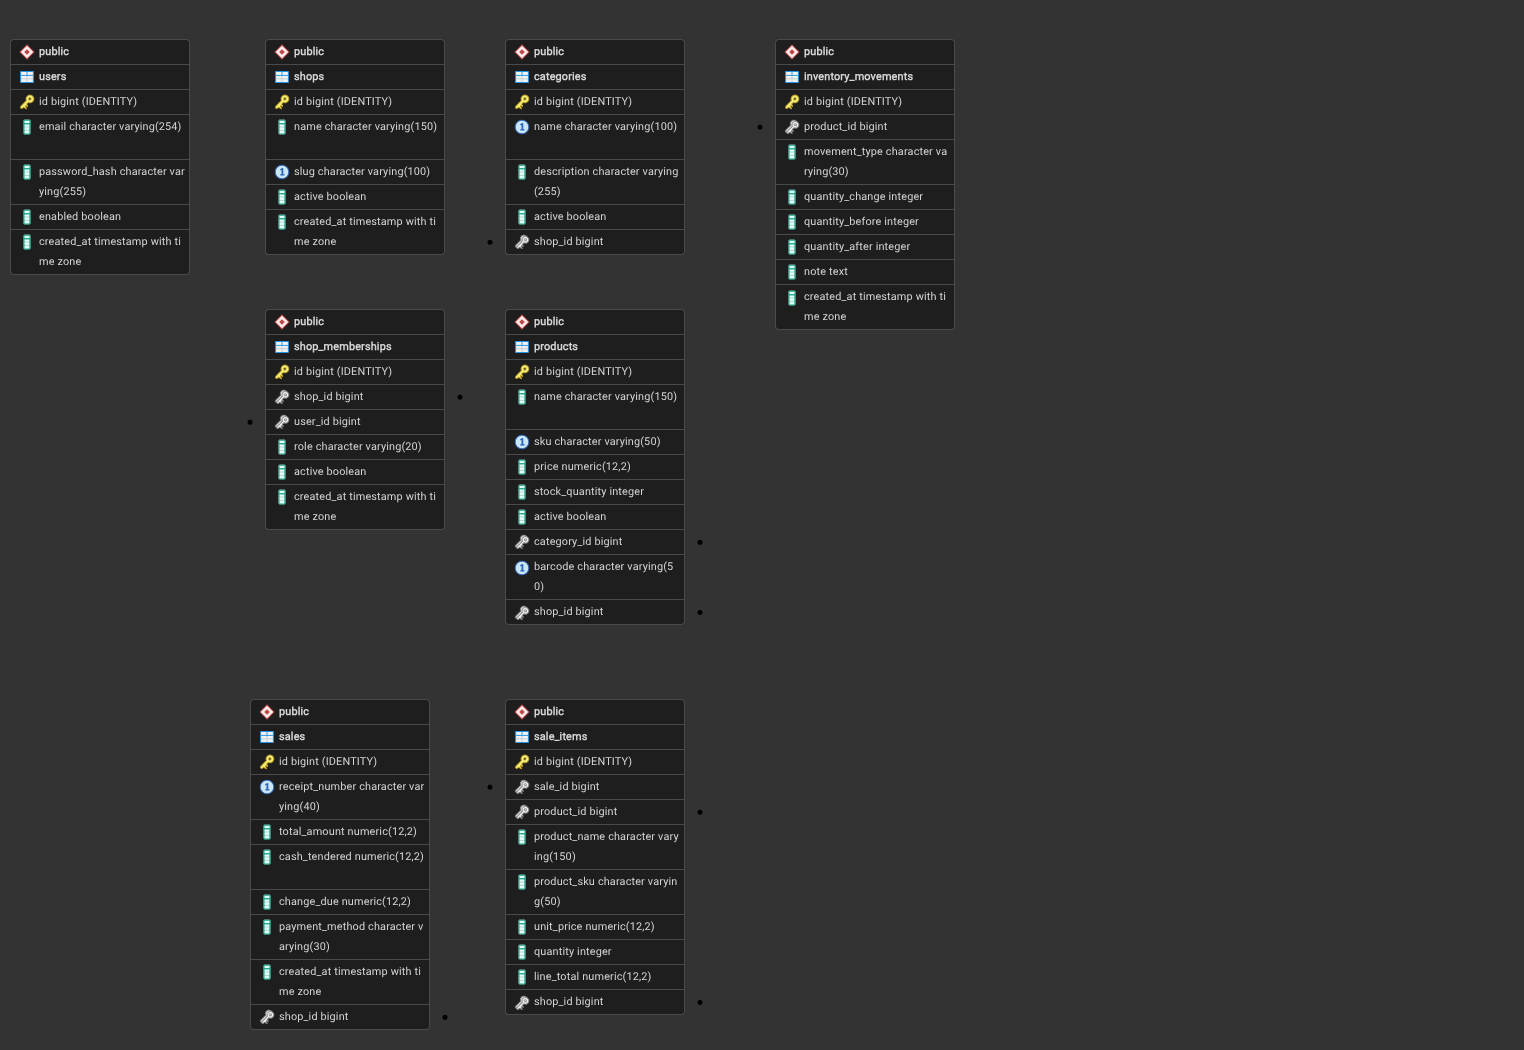 public
users
id bigint (IDENTITY)
email character varying(254)
password_hash character var
ying(255)
enabled boolean
created_at timestamp with ti
me zone
public
shops
id bigint (IDENTITY)
name character varying(150)
1 slug character varying(100)
active boolean
created_at timestamp with ti
me zone
public
categories
id bigint (IDENTITY)
1 name character varying(100)
description character varying
(255)
active boolean
shop_id bigint
public
inventory_movements
id bigint (IDENTITY)
product_id bigint
movement_type character va
rying(30)
quantity_change integer
quantity_before integer
quantity_after integer
note text
created_at timestamp with ti
me zone
public
shop_memberships
id bigint (IDENTITY)
shop_id bigint
user_id bigint
role character varying(20)
active boolean
created_at timestamp with ti
me zone
public
products
id bigint (IDENTITY)
name character varying(150)
1 sku character varying(50)
price numeric(12,2)
stock_quantity integer
active boolean
category_id bigint
1 barcode character varying(5
0)
shop_id bigint
public
sales
id bigint (IDENTITY)
1 receipt_number character var
ying(40)
total_amount numeric(12,2)
cash_tendered numeric(12,2)
change_due numeric(12,2)
payment_method character v
arying(30)
created_at timestamp with ti
me zone
shop_id bigint
public
sale_items
id bigint (IDENTITY)
sale_id bigint
product_id bigint
product_name character vary
ing(150)
product_sku character varyin
g(50)
unit_price numeric(12,2)
quantity integer
line_total numeric(12,2)
shop_id bigint